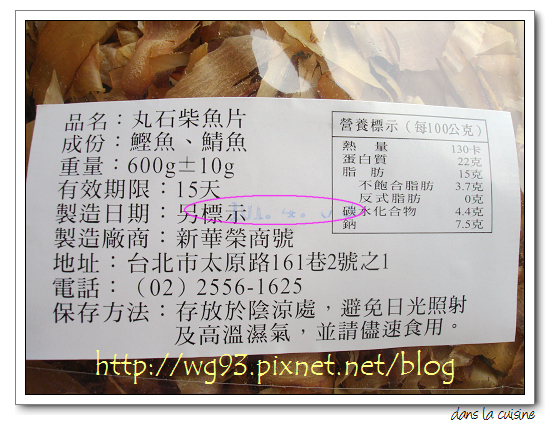 品名：丸石柴魚片
成份：鰹魚、鯖魚
重量：600g±10g
有效期限：15天
製造日期：另標示
製造廠商：新華榮商號
地址：台北市太原路161巷2號之1
電話：（02）2556-1625
保存方法：存放於陰涼處，避免日光照射
及高溫濕氣，並請儘速食用。
營養標示（每100公克）
熱量 130卡
蛋白質 22克
脂肪 15克
不飽合脂肪 3.7克
反式脂肪 0克
碳水化合物 4.4克
鈉 7.5克
http://wg93.pixnet.net/blog
dans la cuisine